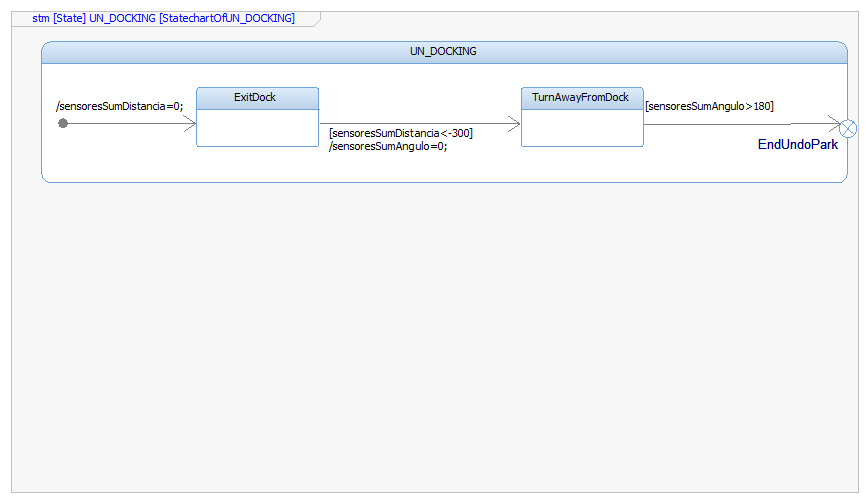 stm [State] UN_DOCKING [StatechartOfUN_DOCKING]
UN_DOCKING
/sensoresSumDistancia=0;
ExitDock
[sensoresSumDistancia<-300]
/sensoresSumAngulo=0;
TurnAwayFromDock
[sensoresSumAngulo>180]
EndUndoPark